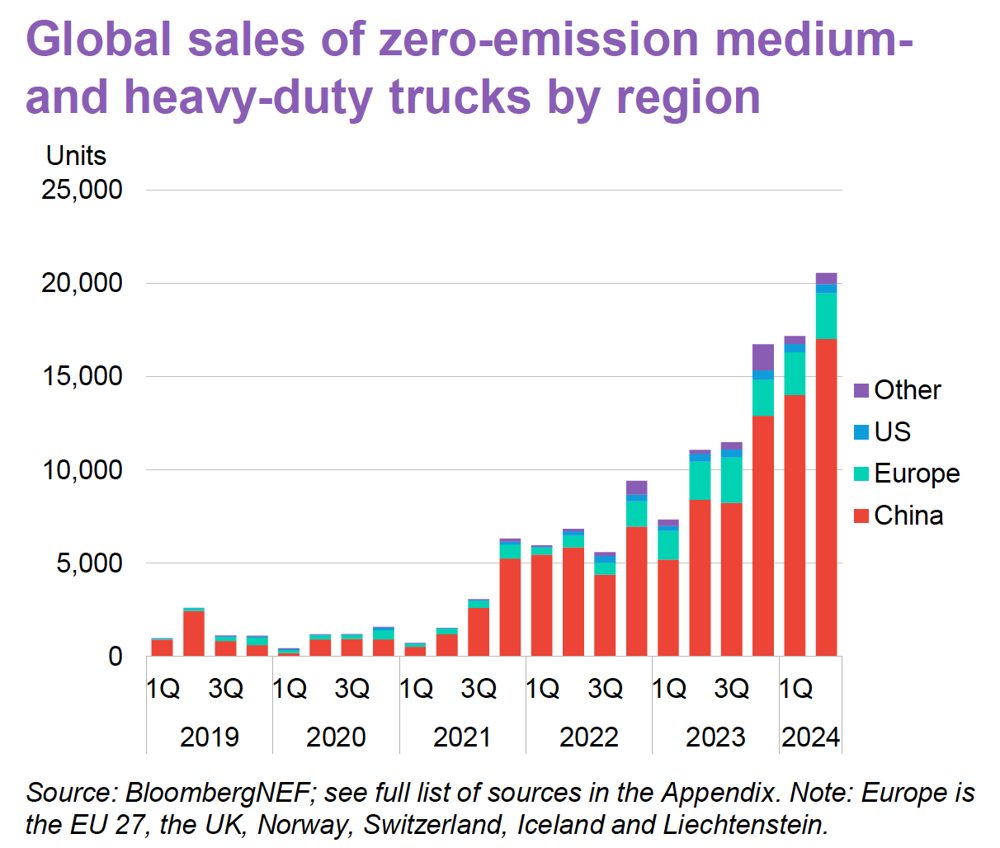 Global sales of zero-emission medium-
and heavy-duty trucks by region
Units
25,000
20,000
15,000
10,000
5,000
0
Other
US
Europe
China
1Q 3Q 1Q 3Q 1Q 3Q 1Q 3Q 1Q 3Q 1Q
2019 2020 2021 2022 2023 2024
Source: BloombergNEF; see full list of sources in the Appendix. Note: Europe is
the EU 27, the UK, Norway, Switzerland, Iceland and Liechtenstein.